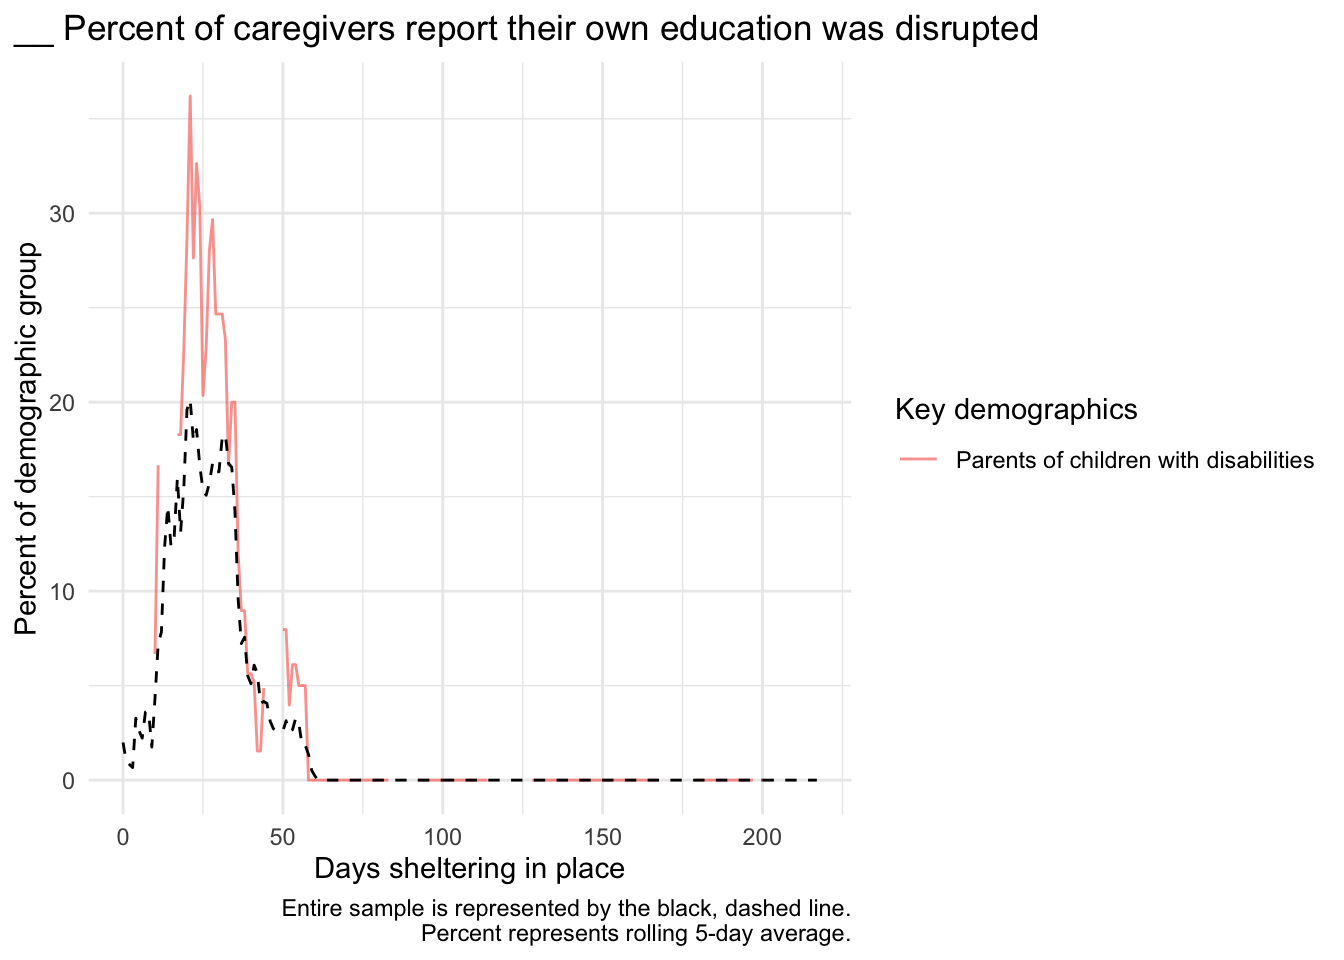 __ Percent of caregivers report their own education was disrupted
Percent of demographic group
30
20
10
0
0 50 100 150 200
Days sheltering in place
Key demographics
Parents of children with disabilities
Entire sample is represented by the black, dashed line.
Percent represents rolling 5-day average.